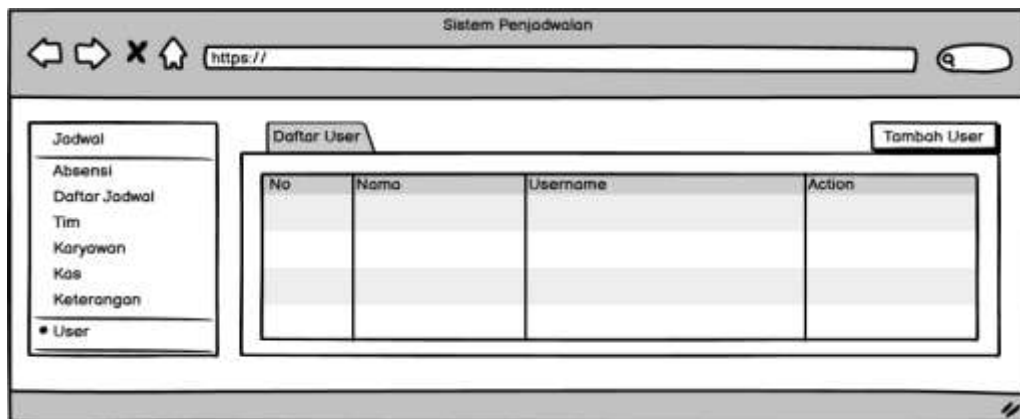 Sistem Penjadwalan
https://
Jadwal
Absensi
Daftar Jadwal
Tim
Karyawan
Kas
Keterangan
User
Daftar User
Tambah User
No Nama Username Action